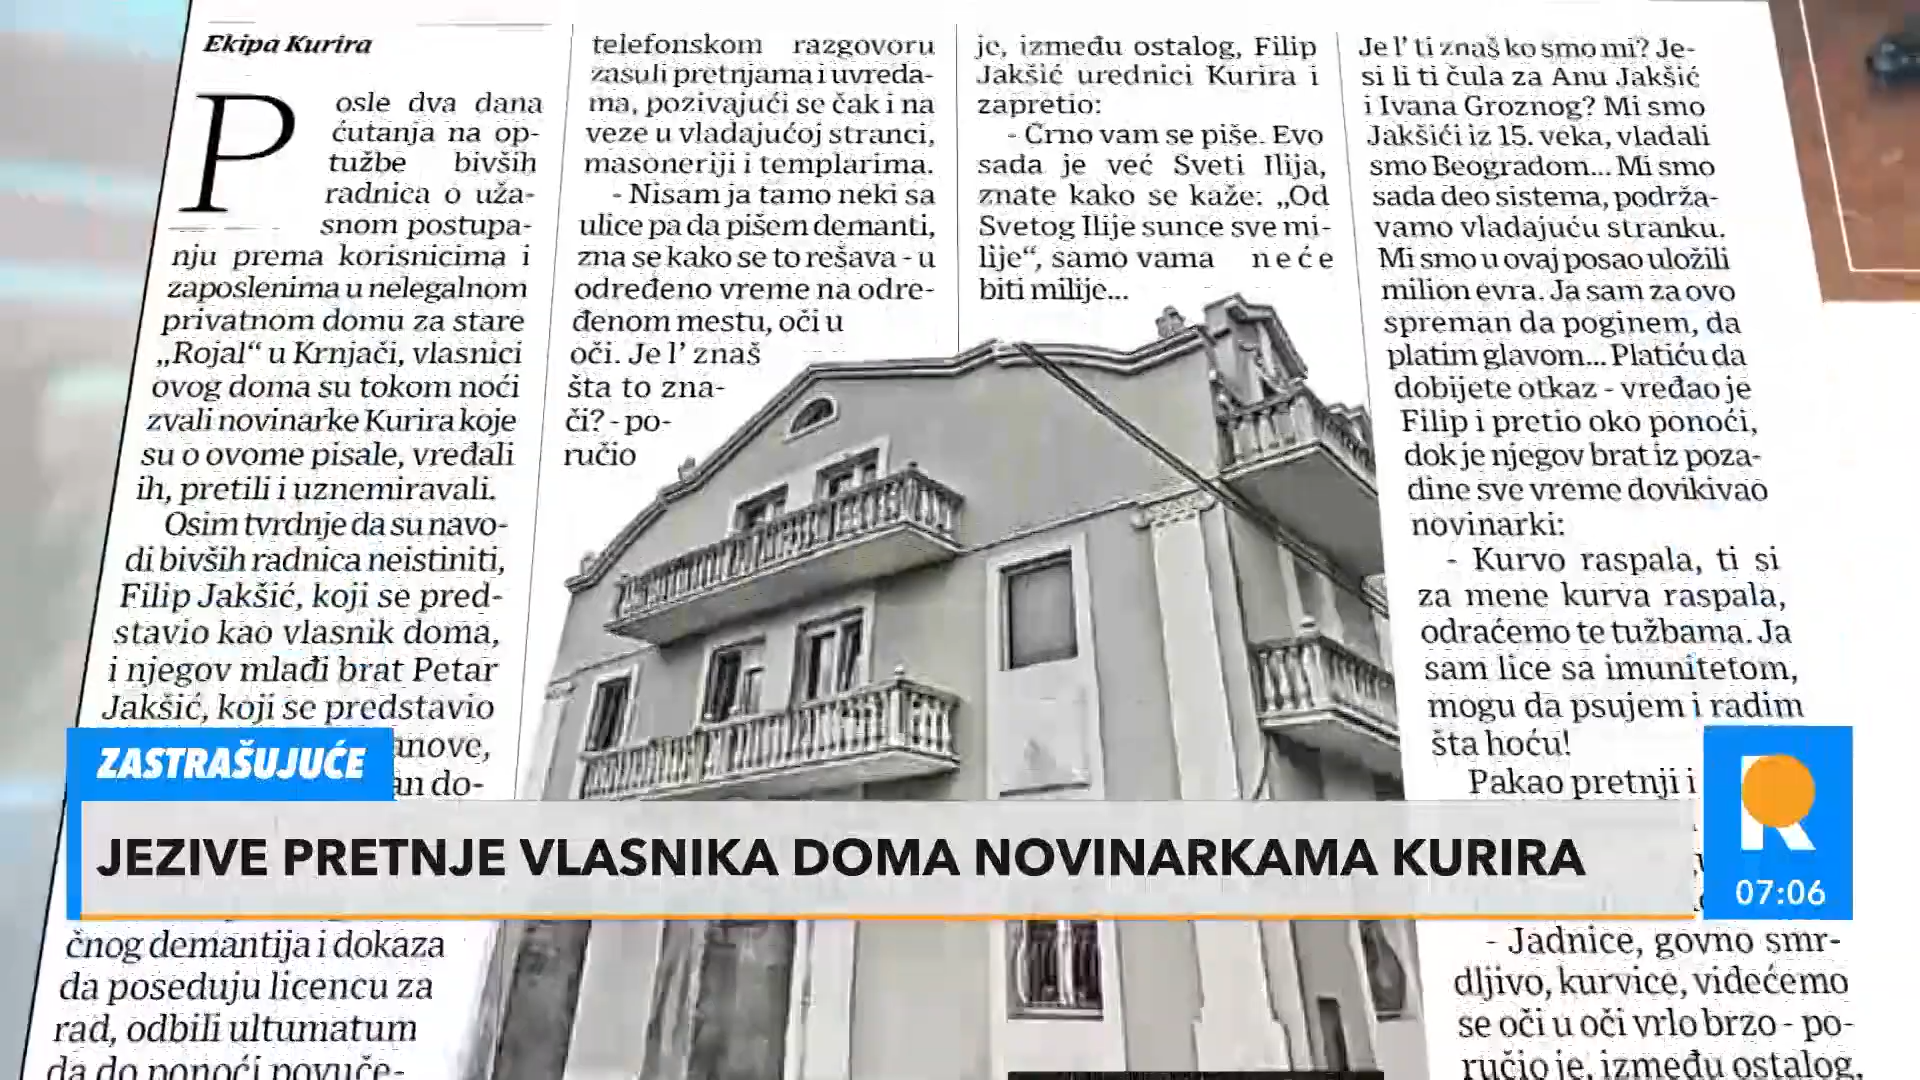 Ekipa Kurira
Posle dva dana
ćutanja na op-
tužbe bivših
radnica o uža-
snom postupa-
nju prema korisnicima i
zaposlenima u nelegalnom
privatnom domu za stare
„Rojal“ u Krnjači, vlasnici
ovog doma su tokom noći
zvali novinarke Kurira koje
su o ovome pisale, vređali
ih, pretili i uznemiravali.
Osim tvrdnje da su navo-
di bivših radnica neistiniti,
Filip Jakšić, koji se pred-
stavio kao vlasnik doma,
i njegov mlađi brat Petar
Jakšić, koji se predstavio
anove,
an do-
čnog demantija i dokaza
da poseduju licencu za
rad, odbili ultimatum
da do ponoći povuče-
telefonskom razgovoru
zasuli pretnjama i uvreda-
ma, pozivajući se čak i na
veze u vladajućoj stranci,
masoneriji i templarima.
- Nisam ja tamo neki sa
ulice pa da pišem demanti,
zna se kako se to rešava - u
određeno vreme na odre-
đenom mestu, oči u
oči. Je l’ znaš
šta to zna-
či? - po-
ručio
je, između ostalog, Filip
Jakšić urednici Kurira i
zapretio:
- Crno vam se piše. Evo
sada je već Sveti Ilija,
znate kako se kaže: „Od
Svetog Ilije sunce sve mi-
lije“, samo vama neće
biti milije...
Je l’ ti znaš ko smo mi? Je-
si li ti čula za Anu Jakšić
i Ivana Groznog? Mi smo
Jakšići iz 15. veka, vladali
smo Beogradom... Mi smo
sada deo sistema, podrža-
vamo vladajuću stranku.
Mi smo u ovaj posao uložili
milion evra. Ja sam za ovo
spreman da poginem, da
platim glavom... Platiću da
dobijete otkaz - vređao je
Filip i pretio oko ponoći,
dok je njegov brat iz poza-
dine sve vreme dovikivao
novinarki:
- Kurvo raspala, ti si
za mene kurva raspala,
odraćemo te tužbama. Ja
sam lice sa imunitetom,
mogu da psujem i radim
šta hoću!
Pakao pretnji i
- Jadnice, govno smr-
dljivo, kurvice, videćemo
se oči u oči vrlo brzo - po-
ručio je, između ostalog,
ZASTRAŠUJUĆE
JEZIVE PRETNJE VLASNIKA DOMA NOVINARKAMA KURIRA
R
07:06